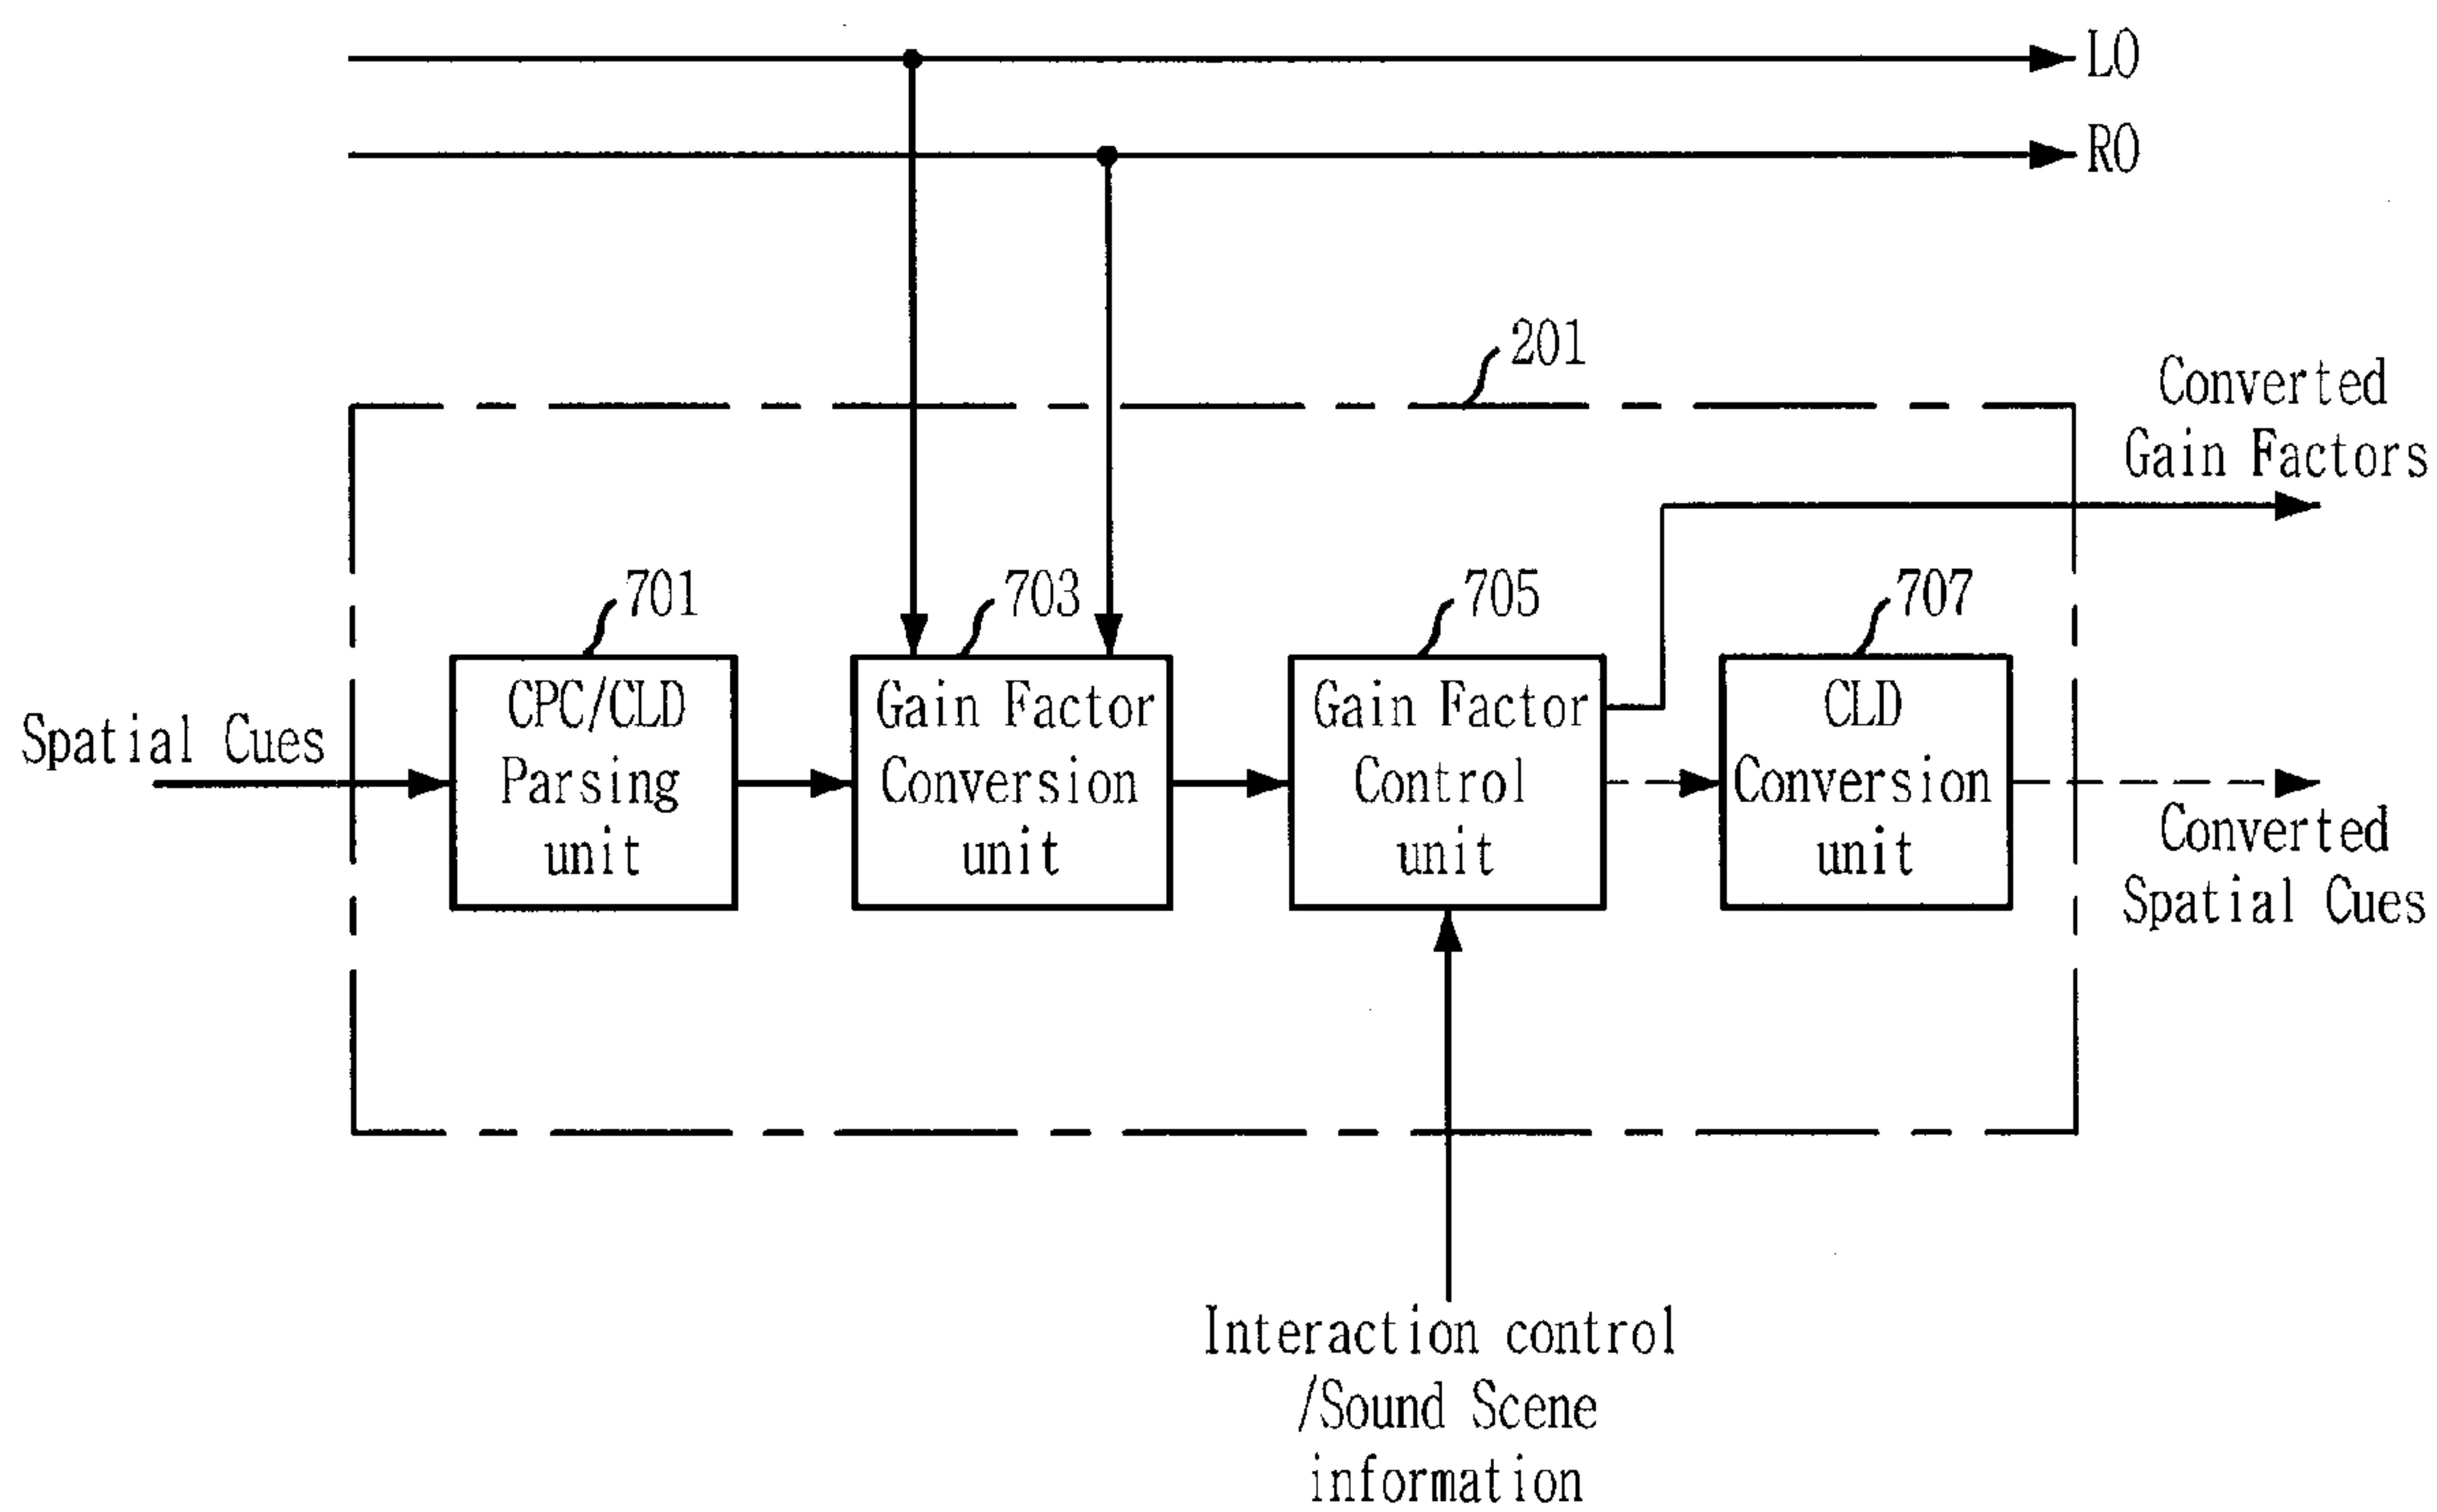 LO
RO
201
Converted
Gain Factors
701
703
705
707
Spatial Cues
CPC/CLD
Parsing
unit
Gain Factor
Conversion
unit
Gain Factor
Control
unit
CLD
Conversion
unit
Converted
Spatial Cues
Interaction control
/Sound Scene
information